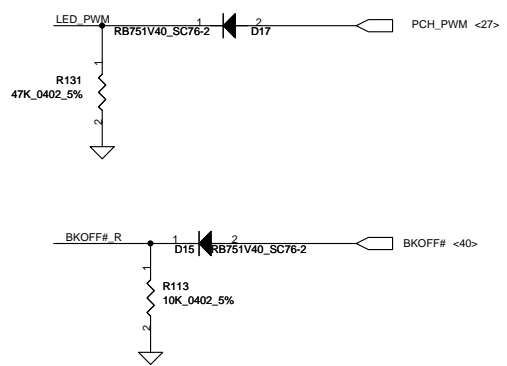 LED_PWM
1
2
PCH_PWM <27>
RB751V40_SC76-2
D17
1
R131
47K_0402_5%
2
BKOFF#_R
1
2
BKOFF# <40>
D15
RB751V40_SC76-2
1
R113
10K_0402_5%
2